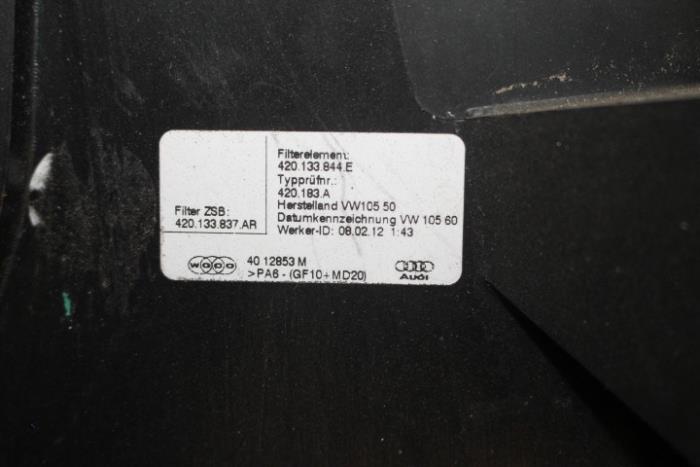 Filter ZSB:
420.133.837.AR
Filterelement:
420.133.844.E
Typprüfnr.:
420.183.A
Herstelland VW105 50
Datumkennzeichnung VW 105 60
Werker-ID: 08.02.12 1:43
WOCO
40 12853 M
>PA6 - (GF10+MD20)
Audi